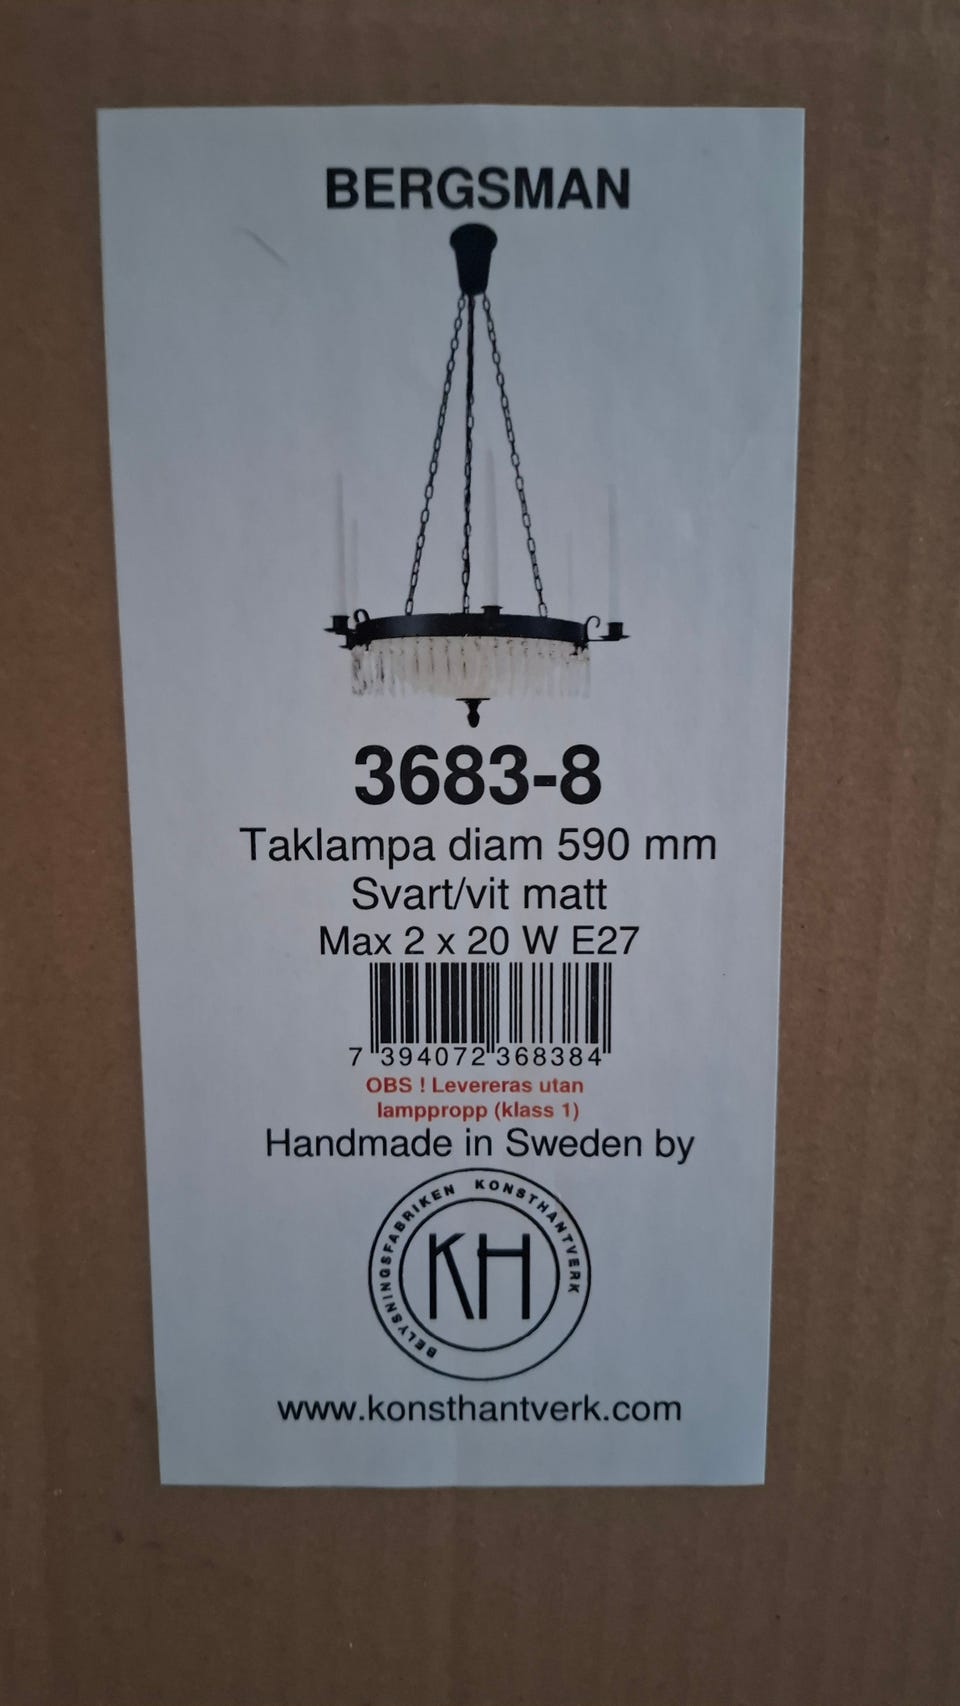 BERGSMAN
3683-8
Taklampa diam 590 mm
Svart/vit matt
Max 2 x 20 W E27
7 394072 368384
OBS ! Levereras utan
lamppropp (klass 1)
Handmade in Sweden by
BELYSNINGSFABRIKEN KONSTHANTVERK
KH
www.konsthantverk.com